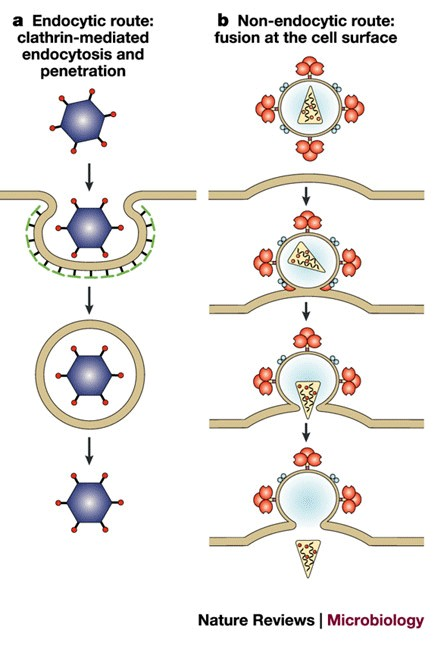 a Endocytic route:
clathrin-mediated
endocytosis and
penetration
b Non-endocytic route:
fusion at the cell surface
Nature Reviews | Microbiology